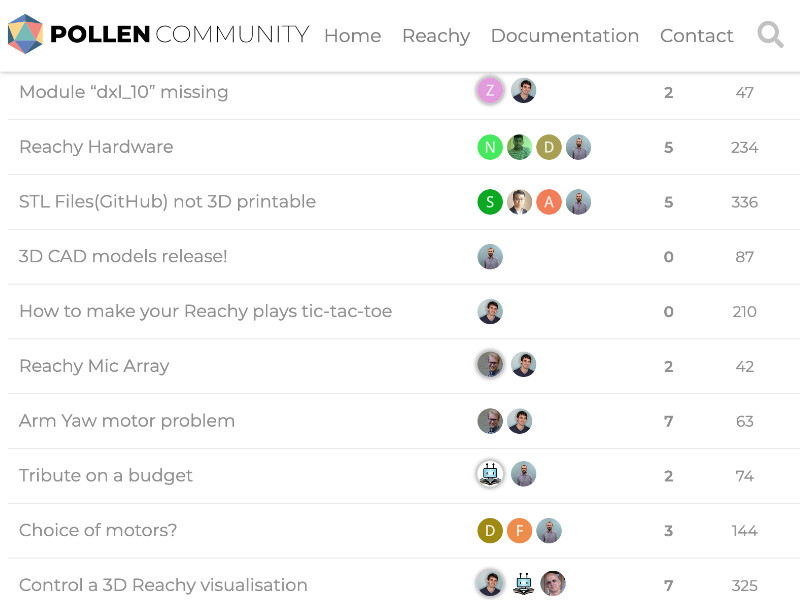 POLLEN COMMUNITY Home Reachy Documentation Contact
Module “dxl_10” missing Z 2 47
Reachy Hardware N D 5 234
STL Files(GitHub) not 3D printable S A 5 336
3D CAD models release! 0 87
How to make your Reachy plays tic-tac-toe 0 210
Reachy Mic Array 2 42
Arm Yaw motor problem 7 63
Tribute on a budget 2 74
Choice of motors? D F 3 144
Control a 3D Reachy visualisation 7 325